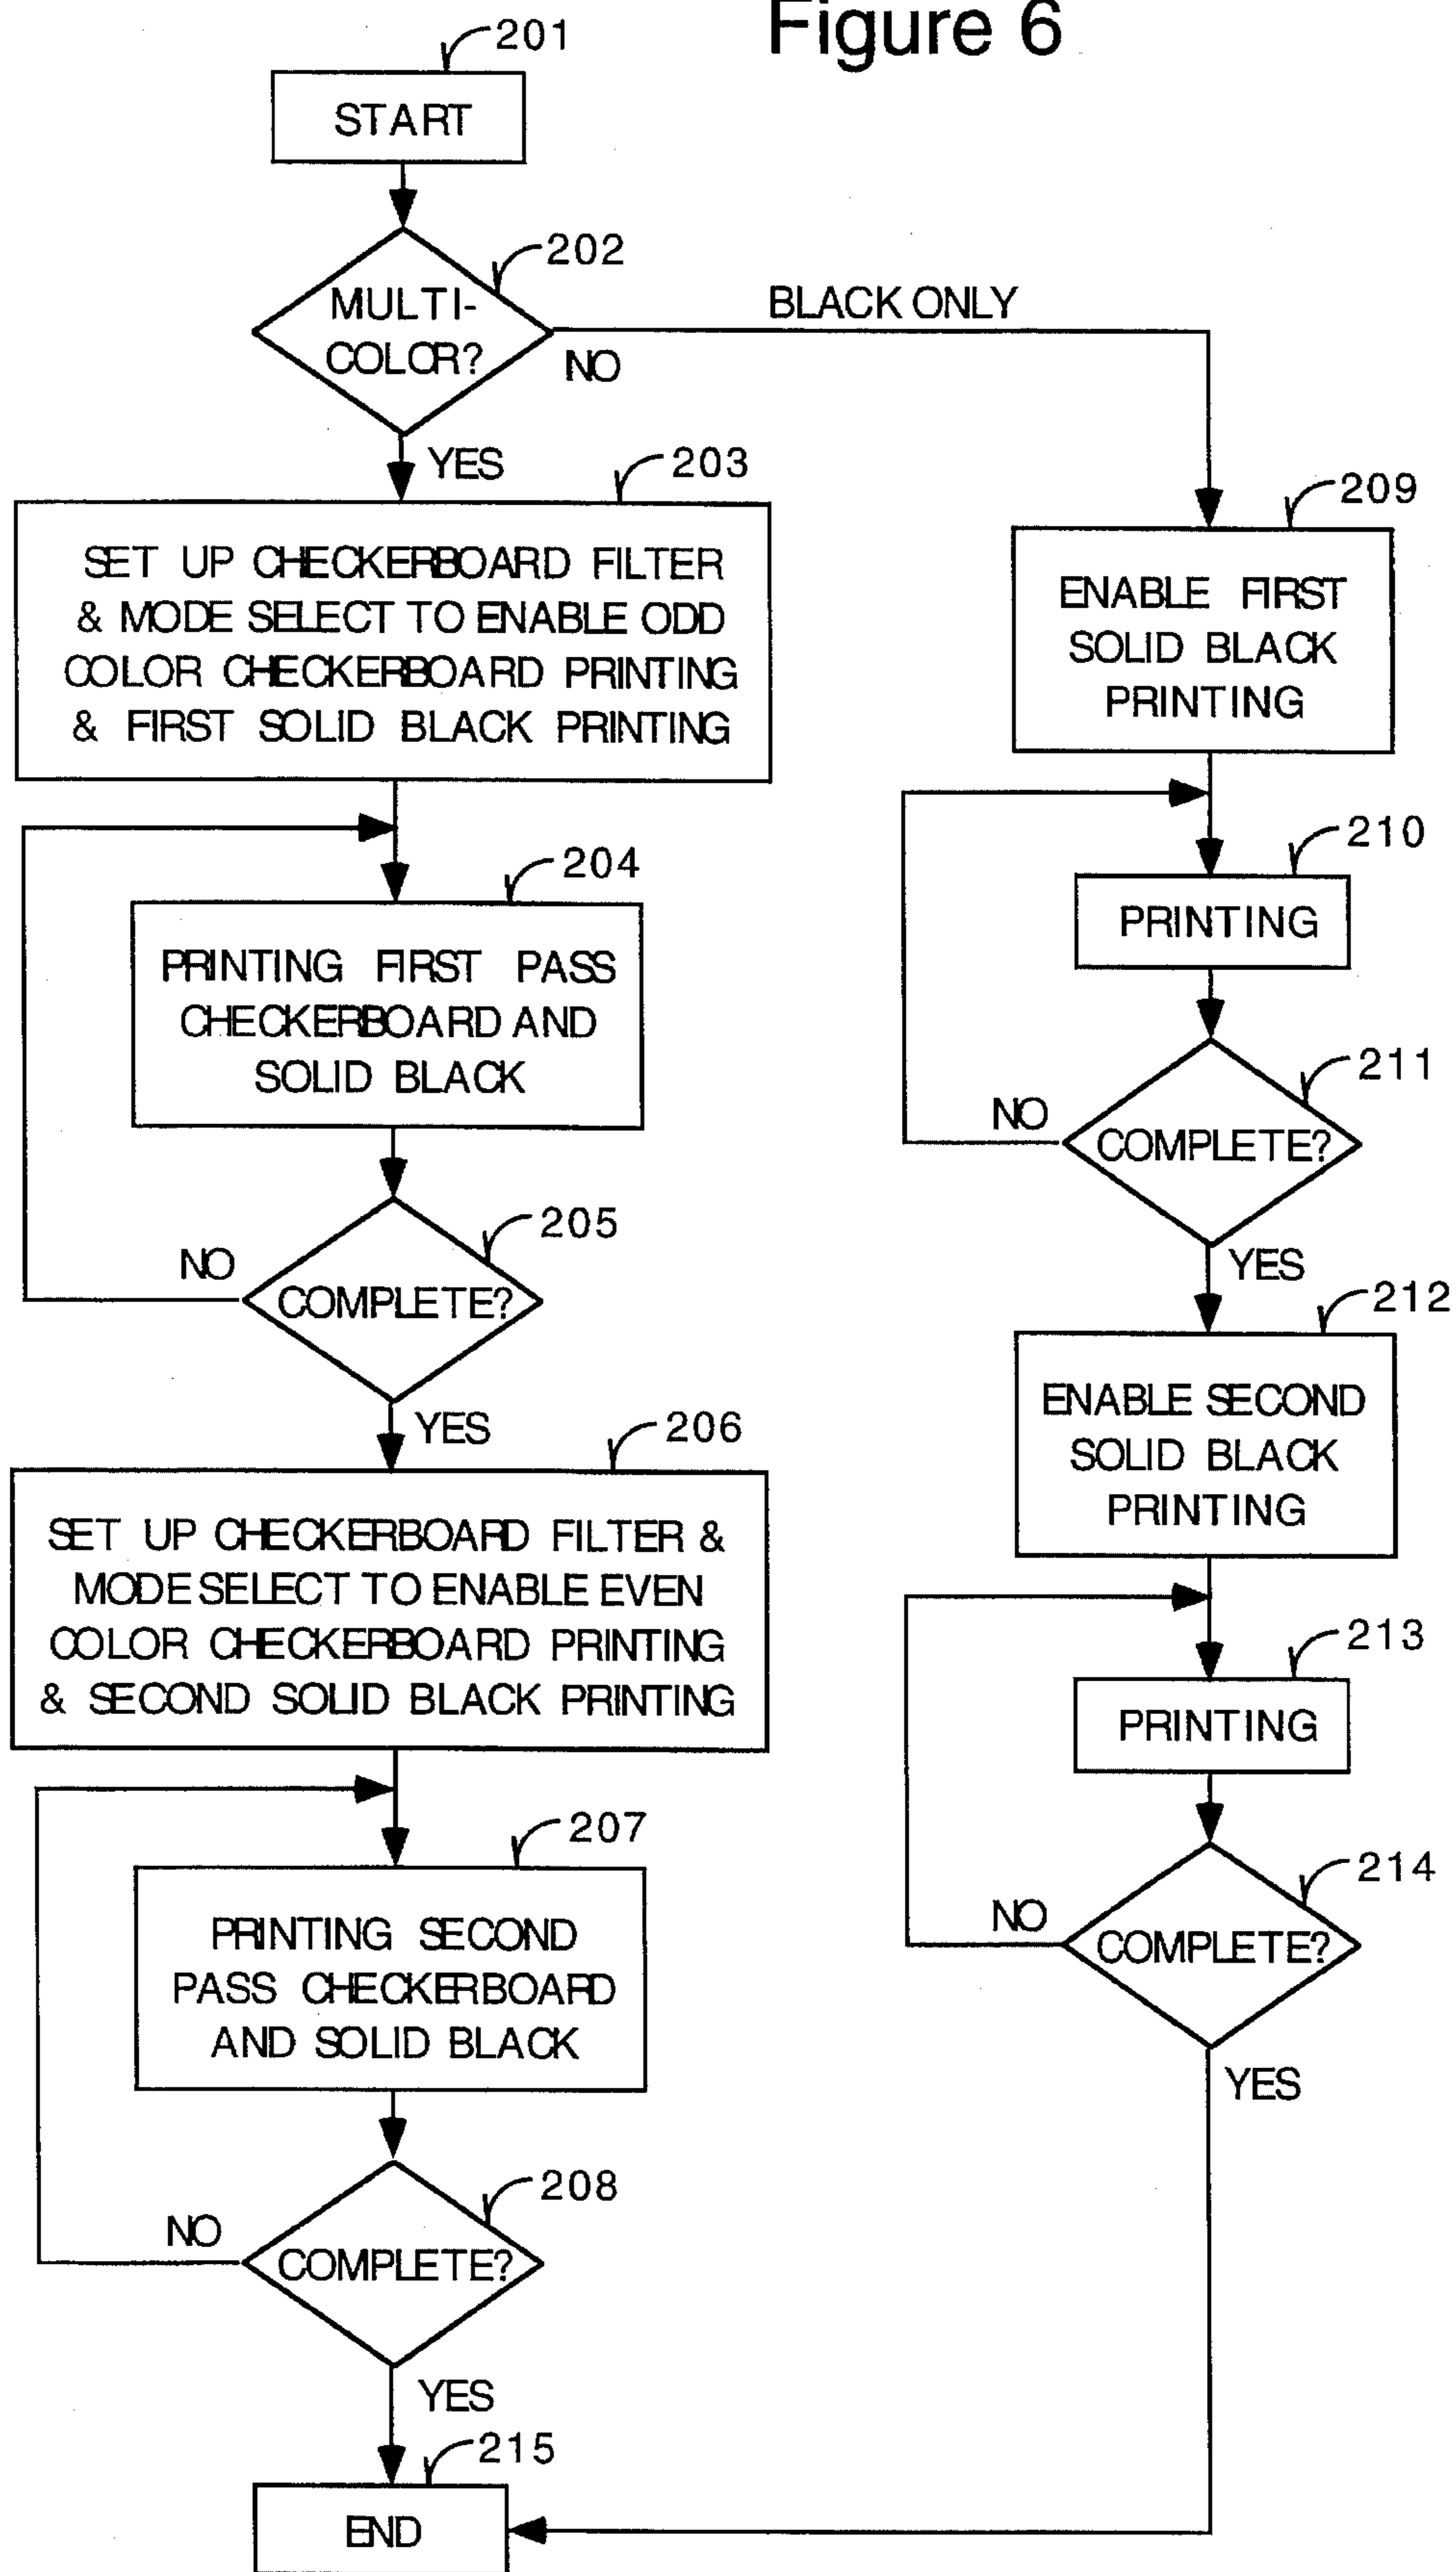 Figure 6
201
START
202
MULTI-
COLOR?
BLACK ONLY
NO
YES
203
SET UP CHECKERBOARD FILTER
& MODE SELECT TO ENABLE ODD
COLOR CHECKERBOARD PRINTING
& FIRST SOLID BLACK PRINTING
204
PRINTING FIRST PASS
CHECKERBOARD AND
SOLID BLACK
205
NO
COMPLETE?
YES
206
SET UP CHECKERBOARD FILTER &
MODE SELECT TO ENABLE EVEN
COLOR CHECKERBOARD PRINTING
& SECOND SOLID BLACK PRINTING
207
PRINTING SECOND
PASS CHECKERBOARD
AND SOLID BLACK
208
NO
COMPLETE?
YES
209
ENABLE FIRST
SOLID BLACK
PRINTING
210
PRINTING
211
NO
COMPLETE?
YES
212
ENABLE SECOND
SOLID BLACK
PRINTING
213
PRINTING
214
NO
COMPLETE?
YES
215
END